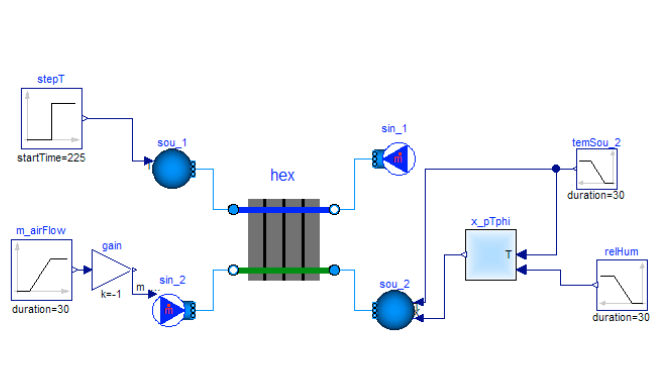 stepT
startTime=225
sou_1
sin_1
ṁ
hex
temSou_2
duration=30
x_pTphi
T
relHum
duration=30
m_airFlow
duration=30
gain
k=-1
m
sin_2
ṁ
sou_2